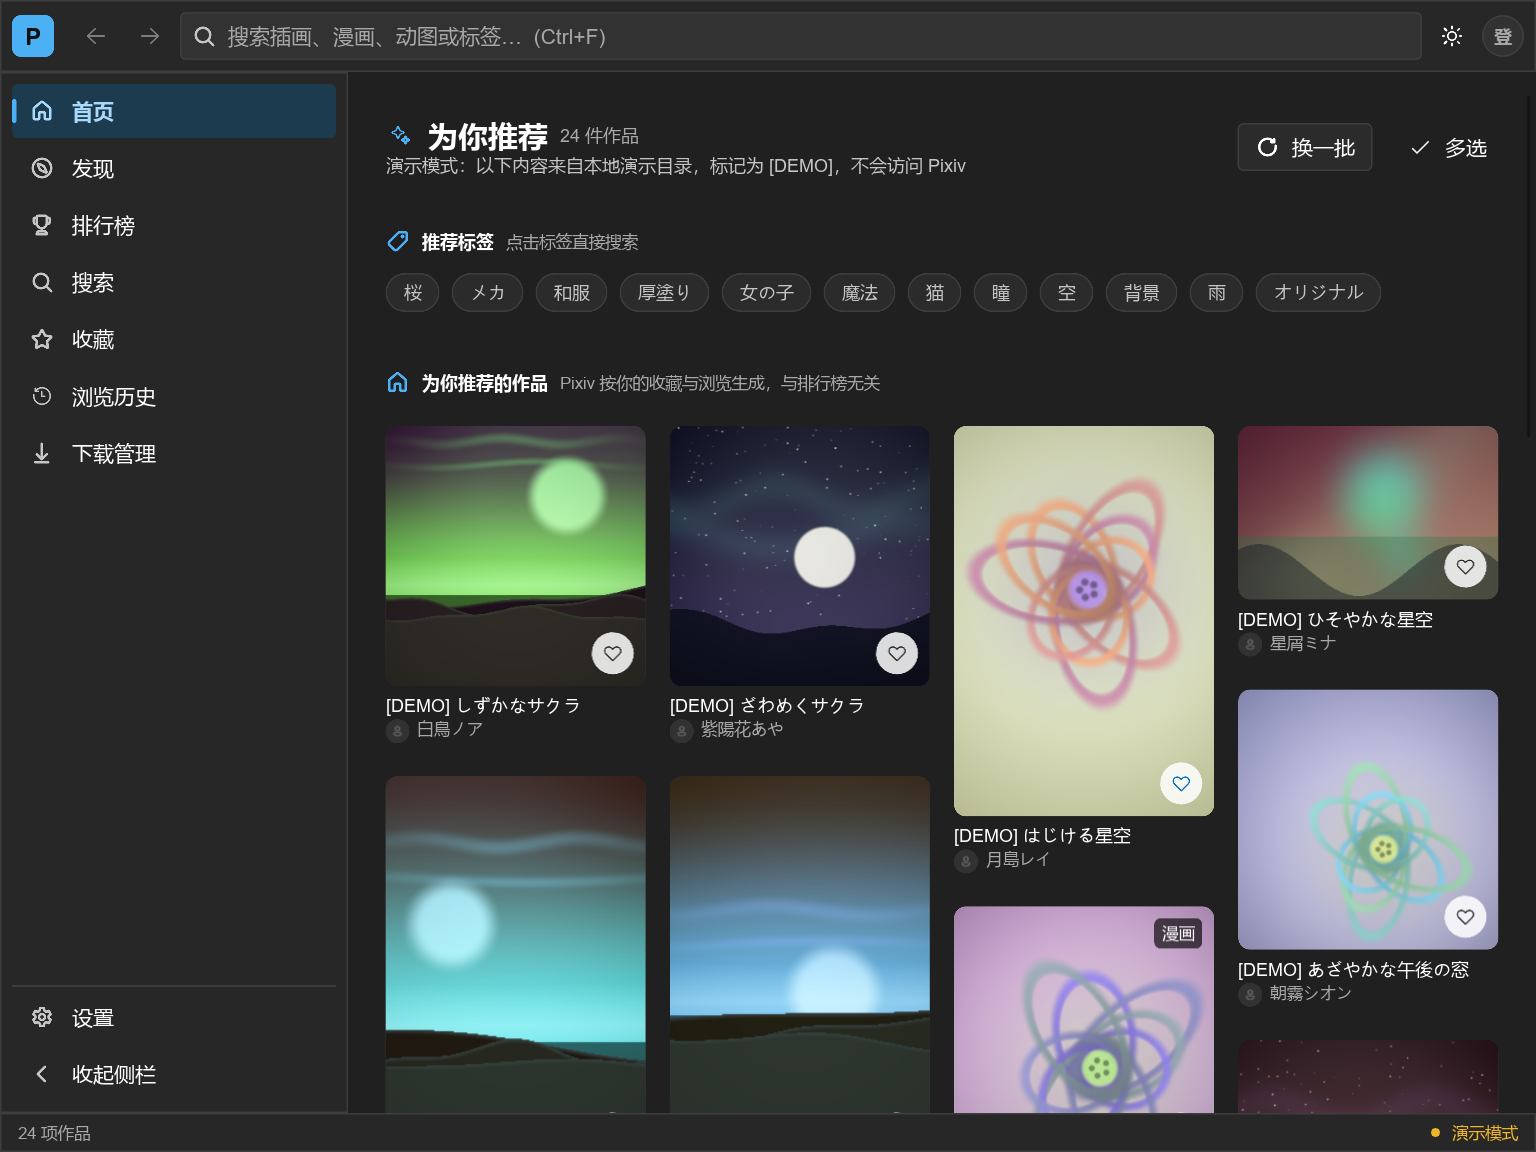 P
搜索插画、漫画、动图或标签… (Ctrl+F)
登
首页
发现
排行榜
搜索
收藏
浏览历史
下载管理
设置
收起侧栏
为你推荐 24 件作品
换一批
多选
演示模式：以下内容来自本地演示目录，标记为 [DEMO]，不会访问 Pixiv
推荐标签 点击标签直接搜索
桜 メカ 和服 厚塗り 女の子 魔法 猫 瞳 空 背景 雨 オリジナル
为你推荐的作品 Pixiv 按你的收藏与浏览生成，与排行榜无关
[DEMO] しずかなサクラ
白鳥ノア
[DEMO] ざわめくサクラ
紫陽花あや
[DEMO] はじける星空
月島レイ
[DEMO] ひそやかな星空
星屑ミナ
漫画
[DEMO] あざやかな午後の窓
朝霧シオン
24 项作品
演示模式